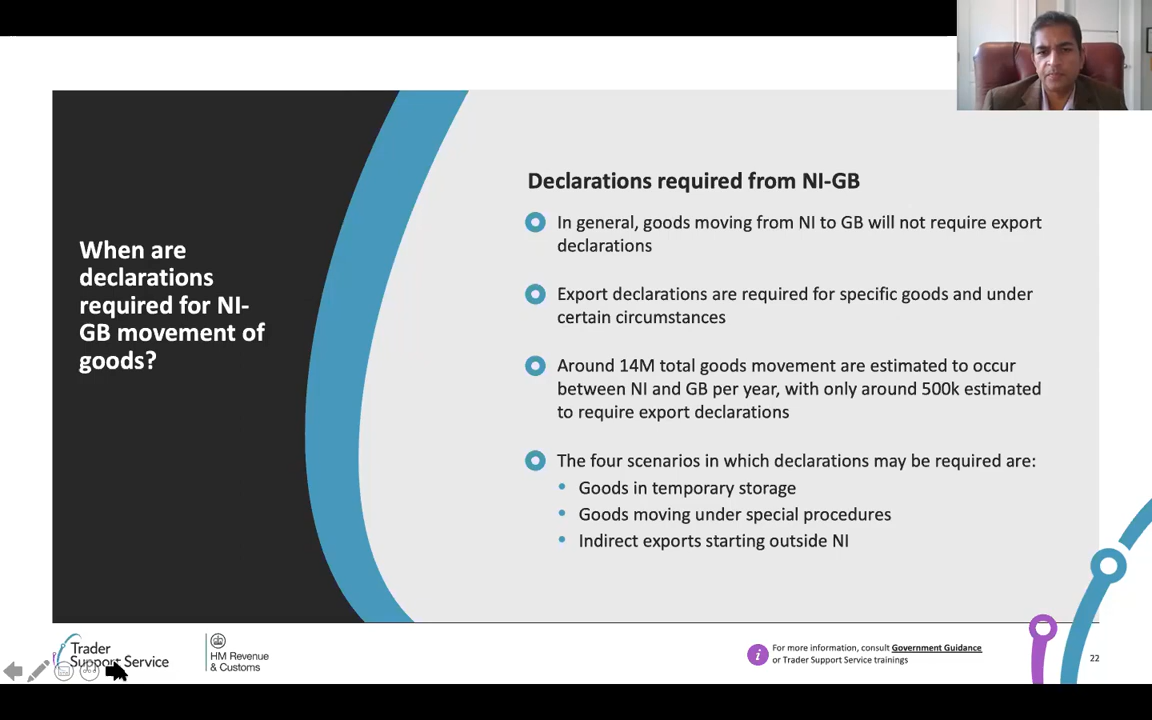 When are
declarations
required for NI-
GB movement of
goods?
Declarations required from NI-GB
In general, goods moving from NI to GB will not require export
declarations
Export declarations are required for specific goods and under
certain circumstances
Around 14M total goods movement are estimated to occur
between NI and GB per year, with only around 500k estimated
to require export declarations
The four scenarios in which declarations may be required are:
Goods in temporary storage
Goods moving under special procedures
Indirect exports starting outside NI
Trader
Support Service
HM Revenue
& Customs
i
For more information, consult Government Guidance
or Trader Support Service trainings
22